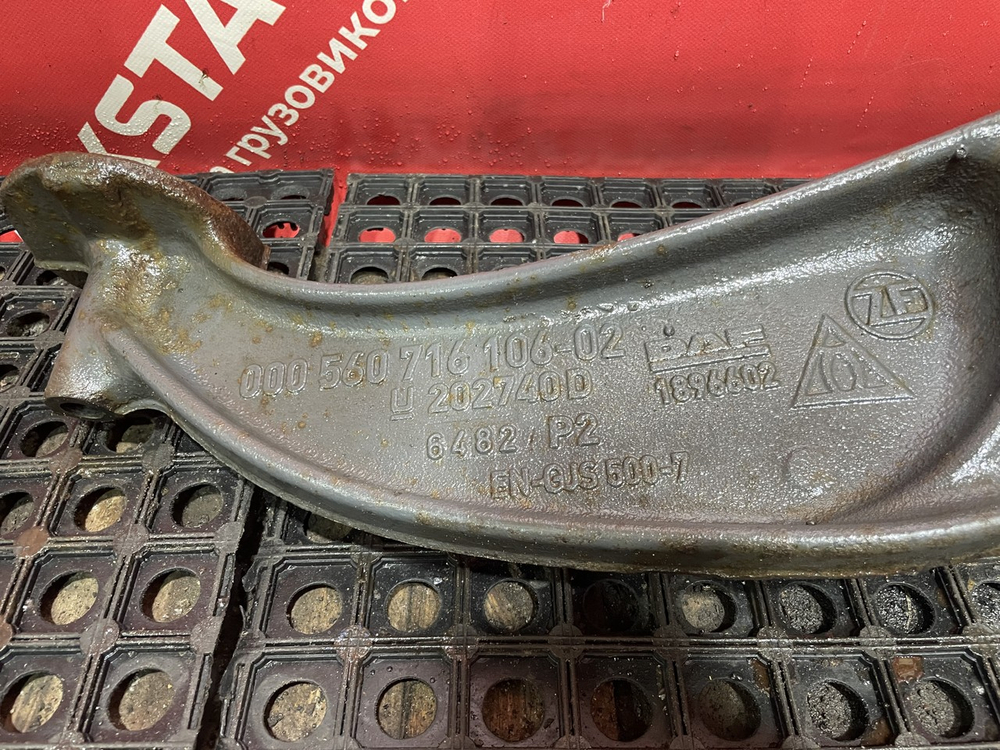 KSTA
а грузовико
000 560 716 106-02
U 202740D
6482 P2
EN-GJS 500-7
DAF
1896602
ZF